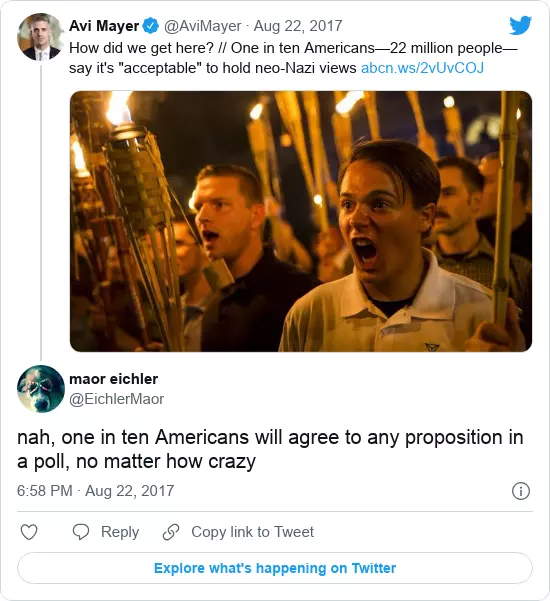 Avi Mayer @AviMayer · Aug 22, 2017
How did we get here? // One in ten Americans—22 million people—
say it's "acceptable" to hold neo-Nazi views abcn.ws/2vUvCOJ
maor eichler
@EichlerMaor
nah, one in ten Americans will agree to any proposition in
a poll, no matter how crazy
6:58 PM · Aug 22, 2017
Reply
Copy link to Tweet
Explore what's happening on Twitter